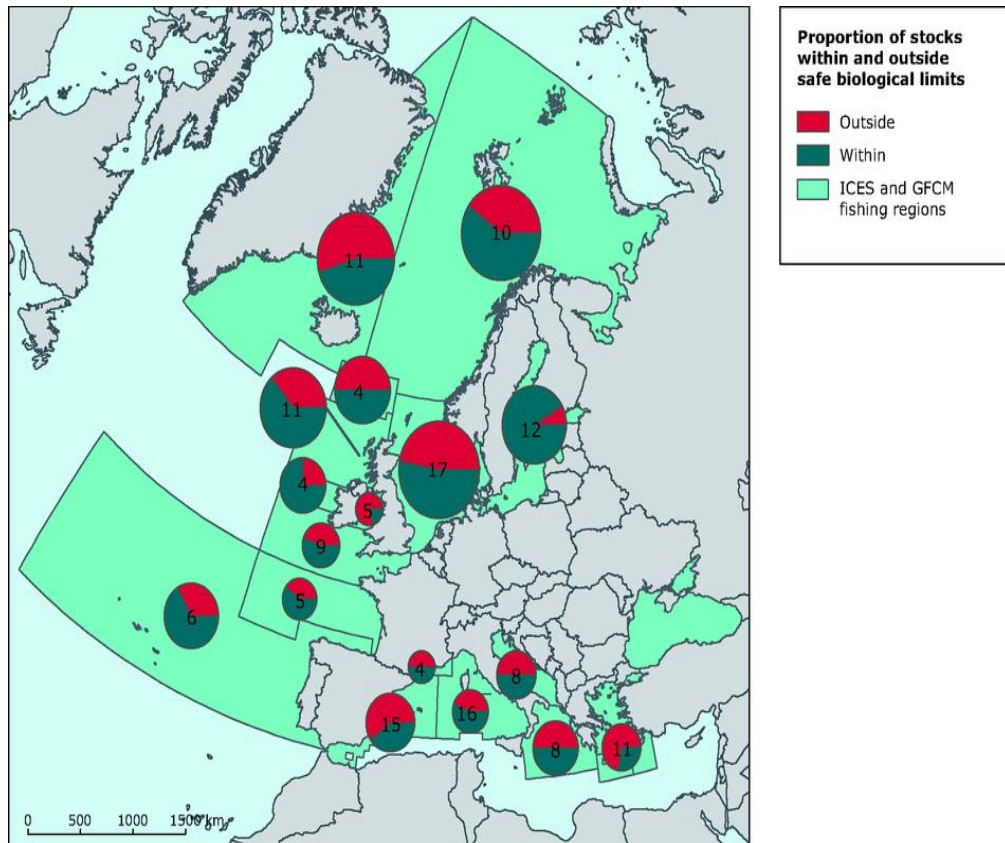 Proportion of stocks
within and outside
safe biological limits
Outside
Within
ICES and GFCM
fishing regions
10
11
4
11
12
17
4
5
9
5
6
4
8
16
15
8
11
0 500 1000 1500 km